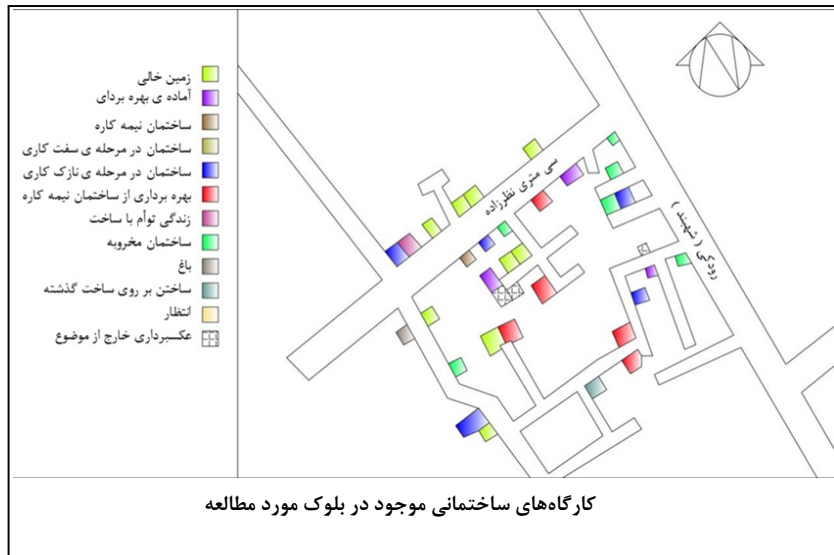 زمین خالی
آماده ی بهره بردای
ساختمان نیمه کاره
ساختمان در مرحله ی سفت کاری
ساختمان در مرحله ی نازک کاری
بهره برداری از ساختمان نیمه کاره
زندگی توأم با ساخت
ساختمان مخروبه
باغ
ساختن بر روی ساخت گذشته
انتظار
عکسبرداری خارج از موضوع
سی متری نظرزاده
رودکی ( شهیند )
کارگاه‌های ساختمانی موجود در بلوک مورد مطالعه